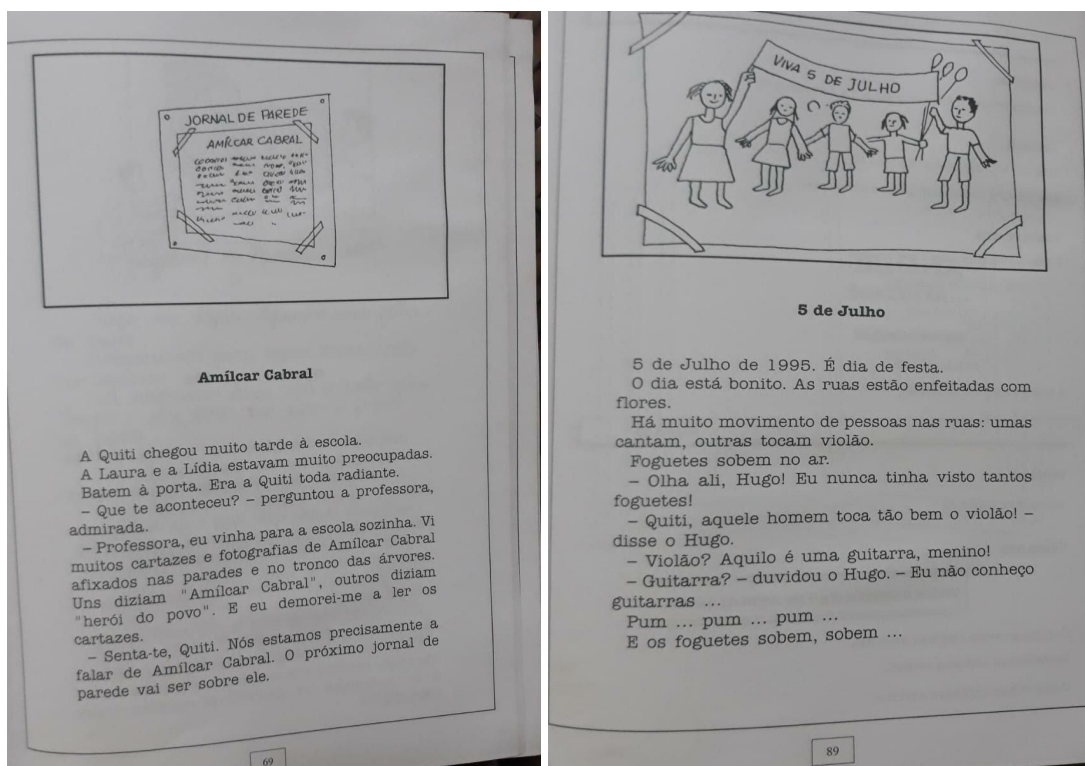 JORNAL DE PAREDE
AMÍLCAR CABRAL
Amílcar Cabral
A Quiti chegou muito tarde à escola.
A Laura e a Lídia estavam muito preocupadas.
Batem à porta. Era a Quiti toda radiante.
– Que te aconteceu? – perguntou a professora,
admirada.
– Professora, eu vinha para a escola sozinha. Vi
muitos cartazes e fotografias de Amílcar Cabral
afixados nas parades e no tronco das árvores.
Uns diziam "Amílcar Cabral", outros diziam
"herói do povo". E eu demorei-me a ler os
cartazes.
– Senta-te, Quiti. Nós estamos precisamente a
falar de Amílcar Cabral. O próximo jornal de
parede vai ser sobre ele.
69
VIVA 5 DE JULHO
5 de Julho
5 de Julho de 1995. É dia de festa.
O dia está bonito. As ruas estão enfeitadas com
flores.
Há muito movimento de pessoas nas ruas: umas
cantam, outras tocam violão.
Foguetes sobem no ar.
– Olha ali, Hugo! Eu nunca tinha visto tantos
foguetes!
– Quiti, aquele homem toca tão bem o violão! –
disse o Hugo.
– Violão? Aquilo é uma guitarra, menino!
– Guitarra? – duvidou o Hugo. – Eu não conheço
guitarras ...
Pum ... pum ... pum ...
E os foguetes sobem, sobem ...
89